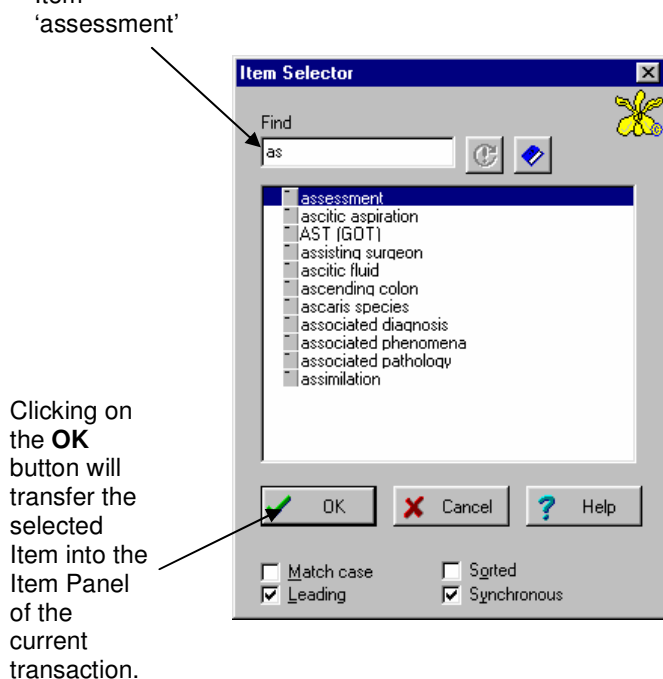 ‘assessment’
Item Selector
Find
as
assessment
ascitic aspiration
AST (GOT)
assisting surgeon
ascitic fluid
ascending colon
ascaris species
associated diagnosis
associated phenomena
associated pathology
assimilation
OK Cancel ? Help
Match case Sorted
Leading Synchronous
Clicking on
the OK
button will
transfer the
selected
Item into the
Item Panel
of the
current
transaction.